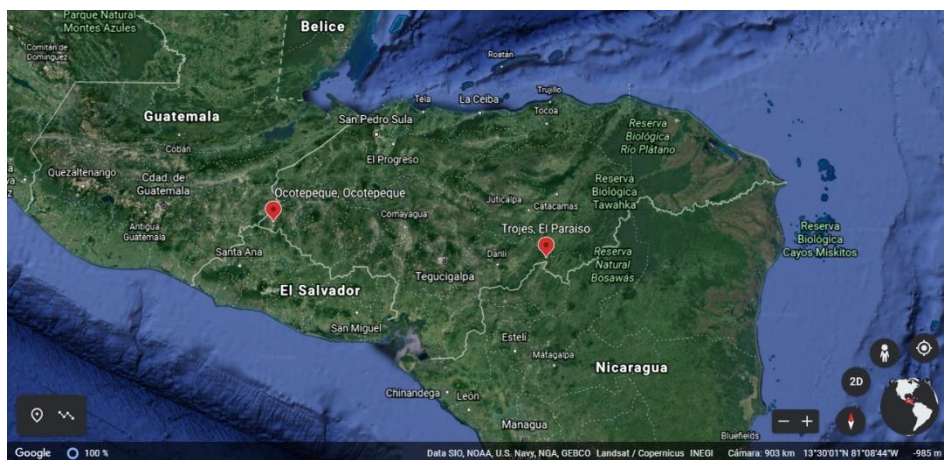 Parque Natural
Montes Azules
Belice
Comitán de
Domínguez
Roatán
Guatemala
Tela
La Ceiba
Trujillo
Tocoa
San Pedro Sula
Reserva
Biológica
Río Plátano
Cobán
El Progreso
Quezaltenango
Cdad. de
Guatemala
Ocotepeque, Ocotepeque
Reserva
Biológica
Tawahka
Juticalpa
Catacamas
Comayagua
Antigua
Guatemala
Trojes, El Paraiso
Reserva
Biológica
Cayos Miskitos
Santa Ana
Danlí
Reserva
Natural
Bosawás
Tegucigalpa
El Salvador
San Miguel
Estelí
Matagalpa
Nicaragua
Chinandega
León
2D
Managua
Bluefields
Google
100 %
Data SIO, NOAA, U.S. Navy, NGA, GEBCO Landsat / Copernicus INEGI
Cámara: 903 km 13°30'01"N 81°08'44"W
-985 m